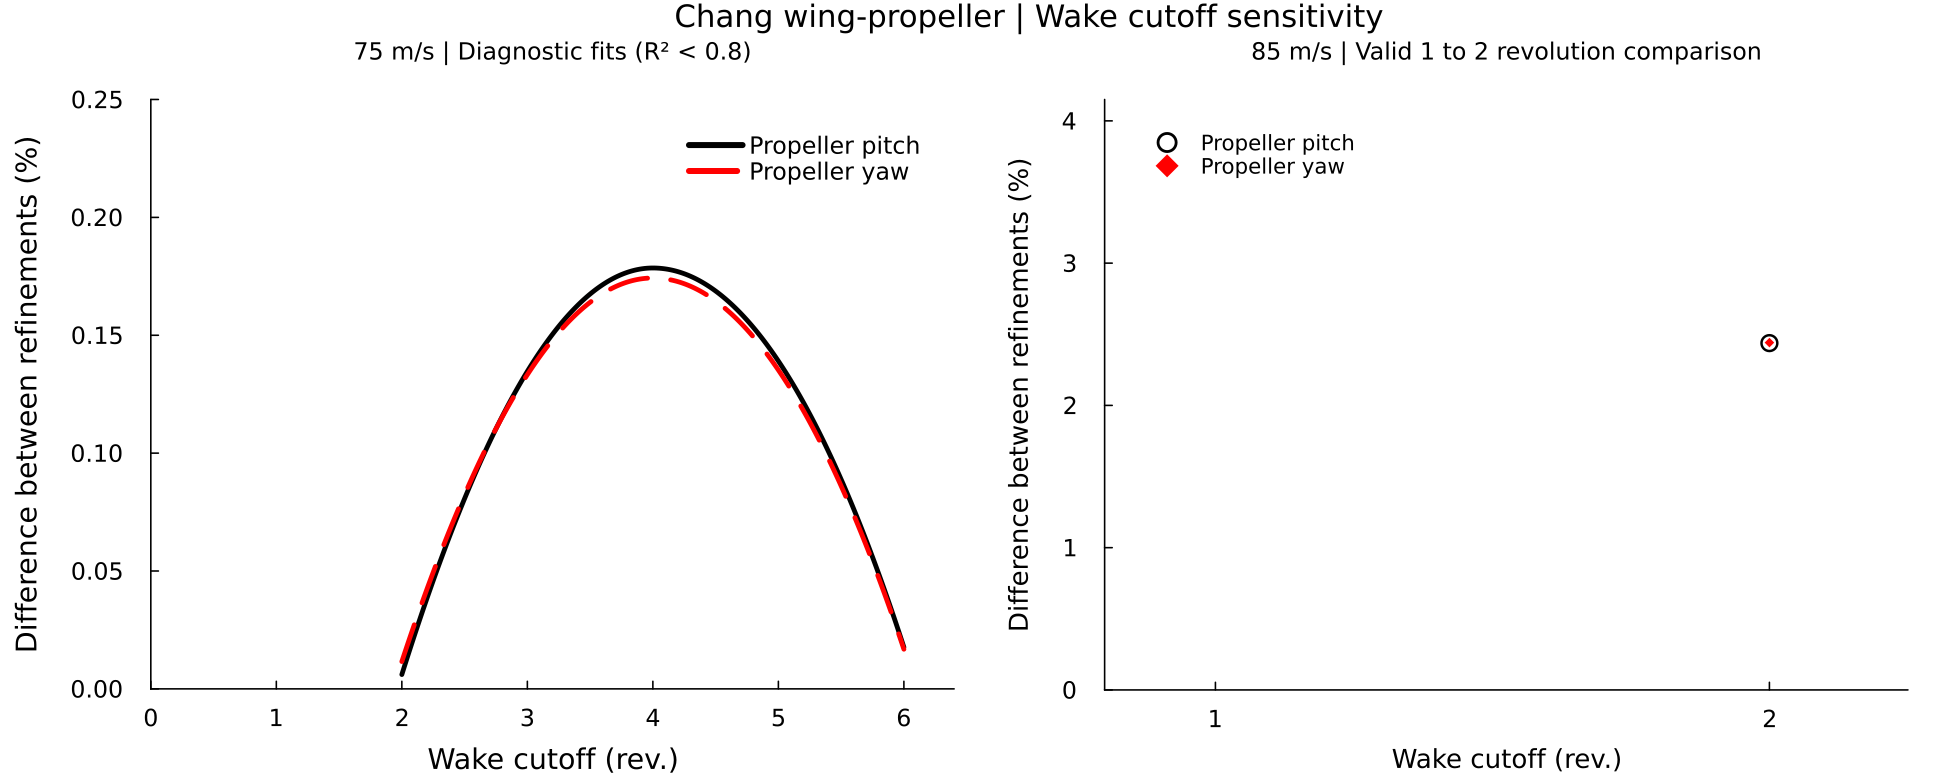 Chang wing-propeller | Wake cutoff sensitivity
75 m/s | Diagnostic fits (R² < 0.8)
Difference between refinements (%)
0.25
0.20
0.15
0.10
0.05
0.00
Propeller pitch
Propeller yaw
0 1 2 3 4 5 6
Wake cutoff (rev.)
85 m/s | Valid 1 to 2 revolution comparison
Difference between refinements (%)
4
3
2
1
0
Propeller pitch
Propeller yaw
1 2
Wake cutoff (rev.)